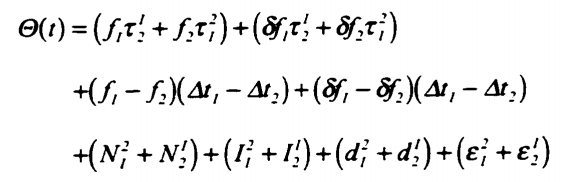 Θ(t) = (f₁τ₂¹ + f₂τ₁²) + (δf₁τ₂¹ + δf₂τ₁²)
+(f₁ − f₂)(Δt₁ − Δt₂) + (δf₁ − δf₂)(Δt₁ − Δt₂)
+(N₁² + N₂¹) + (I₁² + I₂¹) + (d₁² + d₂¹) + (ε₁² + ε₂¹)